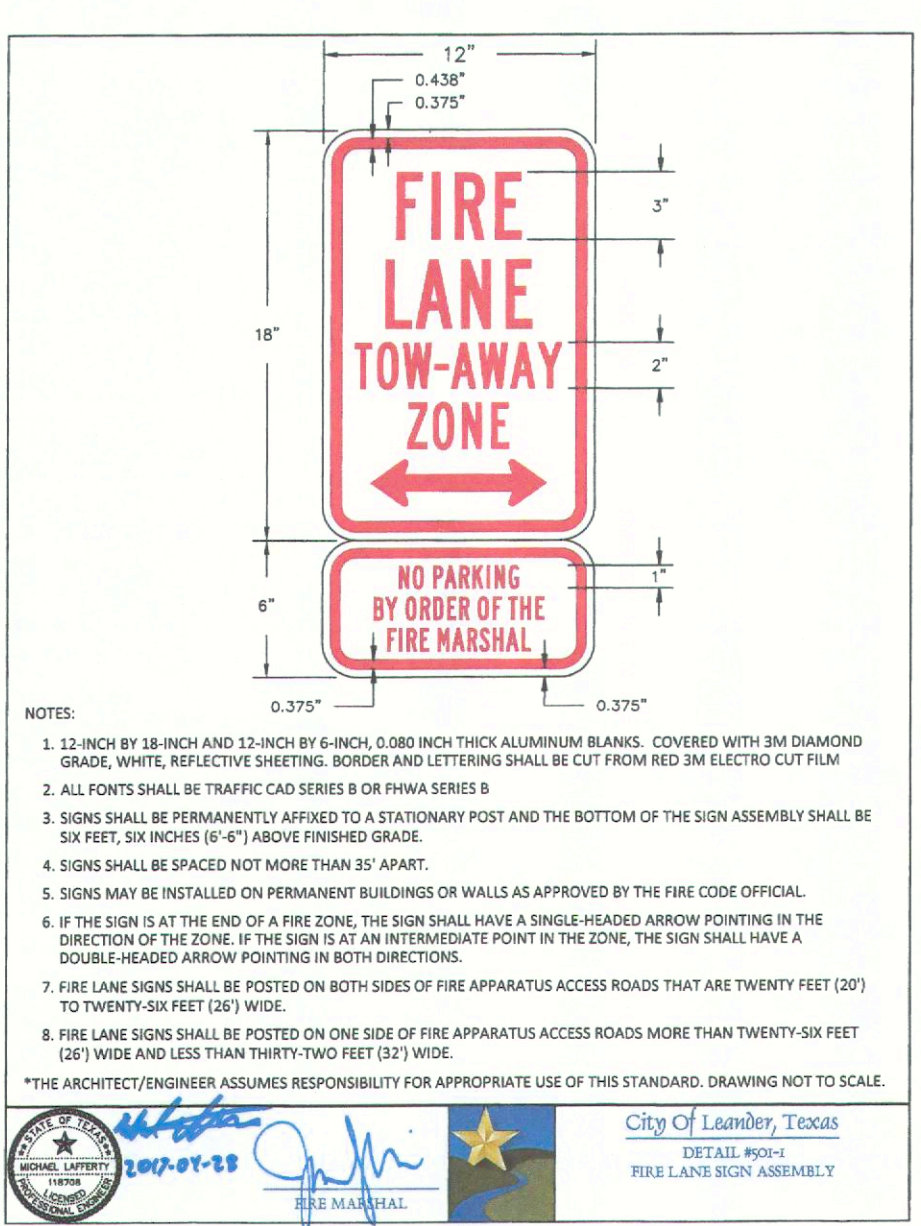 12"
0.438"
0.375"
FIRE
3"
LANE
18"
2"
TOW-AWAY
ZONE
NO PARKING
1"
BY ORDER OF THE
6"
FIRE MARSHAL
0.375"
0.375"
NOTES:
1. 12-INCH BY 18-INCH AND 12-INCH BY 6-INCH, 0.080 INCH THICK ALUMINUM BLANKS. COVERED WITH 3M DIAMOND
GRADE, WHITE, REFLECTIVE SHEETING. BORDER AND LETTERING SHALL BE CUT FROM RED 3M ELECTRO CUT FILM
2. ALL FONTS SHALL BE TRAFFIC CAD SERIES B OR FHWA SERIES B
3. SIGNS SHALL BE PERMANENTLY AFFIXED TO A STATIONARY POST AND THE BOTTOM OF THE SIGN ASSEMBLY SHALL BE
SIX FEET, SIX INCHES (6'-6") ABOVE FINISHED GRADE.
4. SIGNS SHALL BE SPACED NOT MORE THAN 35' APART.
5. SIGNS MAY BE INSTALLED ON PERMANENT BUILDINGS OR WALLS AS APPROVED BY THE FIRE CODE OFFICIAL.
6. IF THE SIGN IS AT THE END OF A FIRE ZONE, THE SIGN SHALL HAVE A SINGLE-HEADED ARROW POINTING IN THE
DIRECTION OF THE ZONE. IF THE SIGN IS AT AN INTERMEDIATE POINT IN THE ZONE, THE SIGN SHALL HAVE A
DOUBLE-HEADED ARROW POINTING IN BOTH DIRECTIONS.
7. FIRE LANE SIGNS SHALL BE POSTED ON BOTH SIDES OF FIRE APPARATUS ACCESS ROADS THAT ARE TWENTY FEET (20')
TO TWENTY-SIX FEET (26') WIDE.
8. FIRE LANE SIGNS SHALL BE POSTED ON ONE SIDE OF FIRE APPARATUS ACCESS ROADS MORE THAN TWENTY-SIX FEET
(26') WIDE AND LESS THAN THIRTY-TWO FEET (32') WIDE.
*THE ARCHITECT/ENGINEER ASSUMES RESPONSIBILITY FOR APPROPRIATE USE OF THIS STANDARD. DRAWING NOT TO SCALE.
STATE OF TEXAS
MICHAEL LAFFERTY
118708
LICENSED
PROFESSIONAL ENGINEER
2017-04-28
FIRE MARSHAL
City Of Leander, Texas
DETAIL #501-1
FIRE LANE SIGN ASSEMBLY